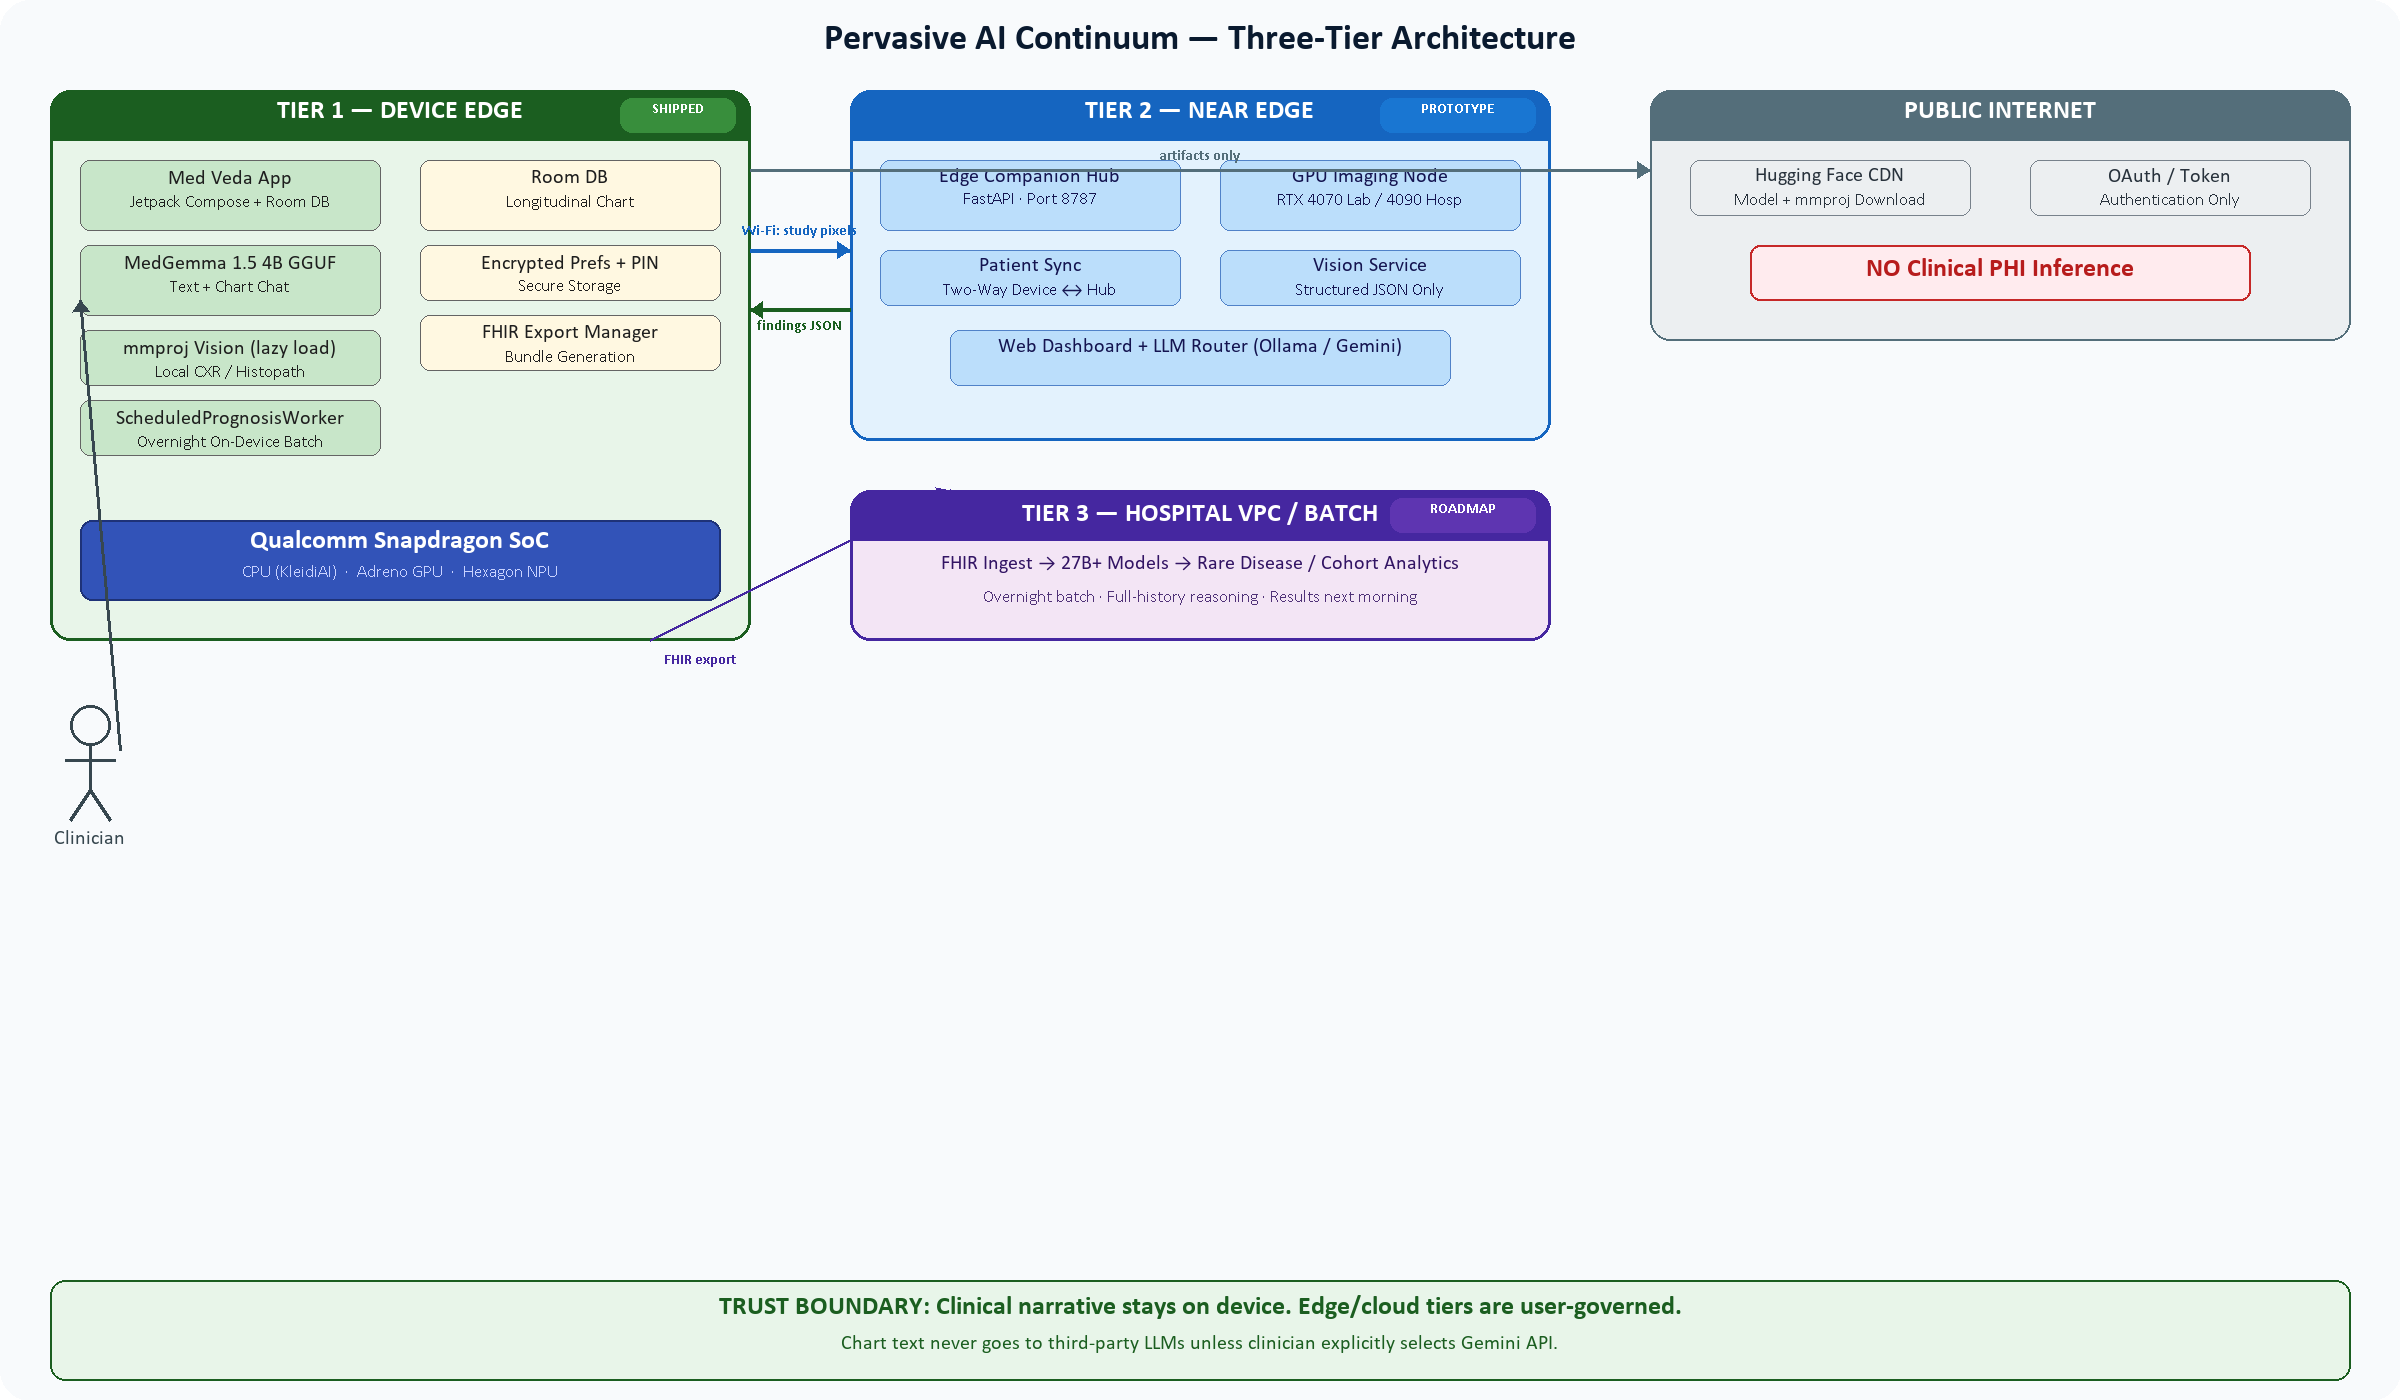 Pervasive AI Continuum — Three-Tier Architecture
TIER 1 — DEVICE EDGE
SHIPPED
Med Veda App
Jetpack Compose + Room DB
Room DB
Longitudinal Chart
MedGemma 1.5 4B GGUF
Text + Chart Chat
Encrypted Prefs + PIN
Secure Storage
mmproj Vision (lazy load)
Local CXR / Histopath
FHIR Export Manager
Bundle Generation
ScheduledPrognosisWorker
Overnight On-Device Batch
Qualcomm Snapdragon SoC
CPU (KleidiAI) · Adreno GPU · Hexagon NPU
Wi-Fi: study pixels
findings JSON
FHIR export
artifacts only
TIER 2 — NEAR EDGE
PROTOTYPE
Edge Companion Hub
FastAPI · Port 8787
GPU Imaging Node
RTX 4070 Lab / 4090 Hosp
Patient Sync
Two-Way Device ↔ Hub
Vision Service
Structured JSON Only
Web Dashboard + LLM Router (Ollama / Gemini)
TIER 3 — HOSPITAL VPC / BATCH
ROADMAP
FHIR Ingest → 27B+ Models → Rare Disease / Cohort Analytics
Overnight batch · Full-history reasoning · Results next morning
PUBLIC INTERNET
Hugging Face CDN
Model + mmproj Download
OAuth / Token
Authentication Only
NO Clinical PHI Inference
Clinician
TRUST BOUNDARY: Clinical narrative stays on device. Edge/cloud tiers are user-governed.
Chart text never goes to third-party LLMs unless clinician explicitly selects Gemini API.